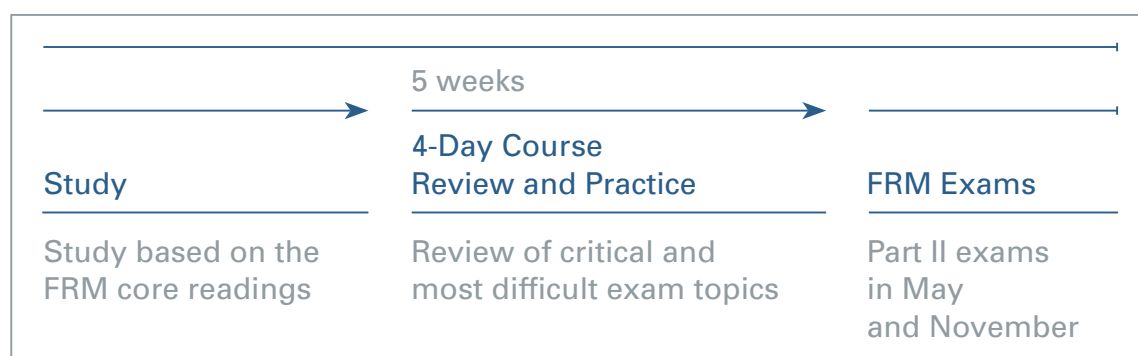 5 weeks
Study
Study based on the
FRM core readings
4-Day Course
Review and Practice
Review of critical and
most difficult exam topics
FRM Exams
Part II exams
in May
and November